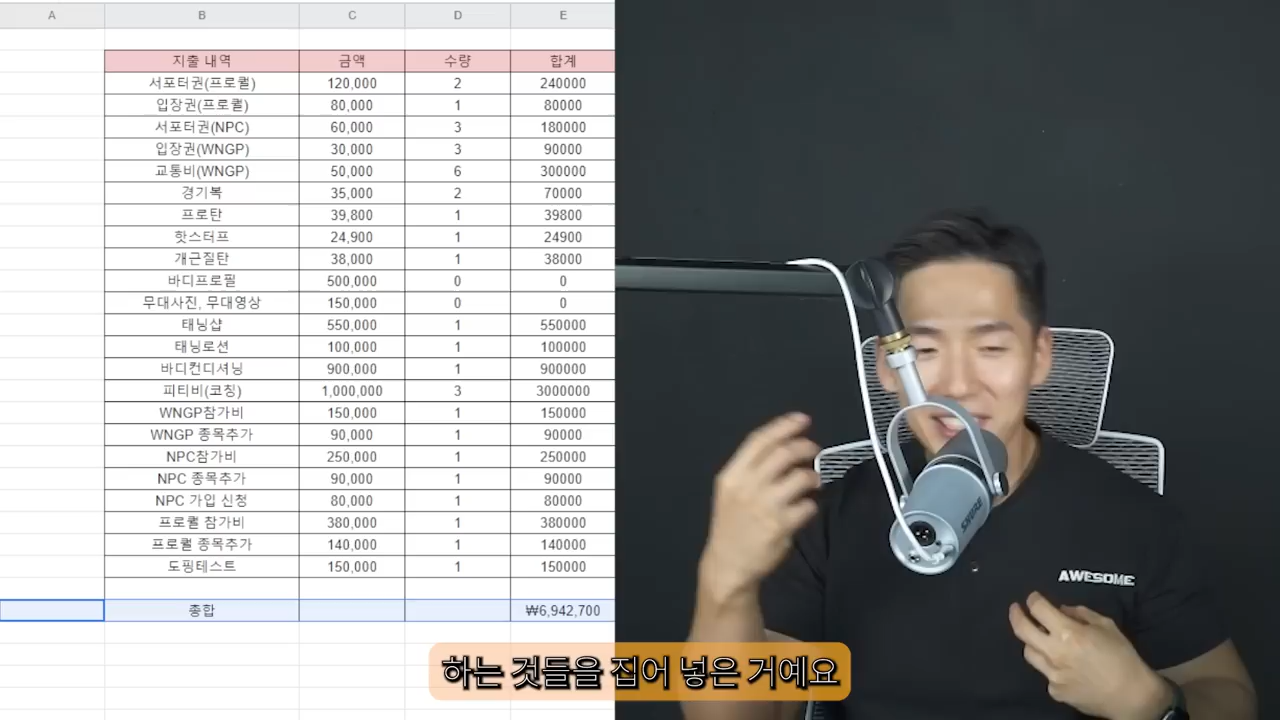 A B C D E
지출 내역 금액 수량 합계
서포터권(프로퀄) 120,000 2 240000
입장권(프로퀄) 80,000 1 80000
서포터권(NPC) 60,000 3 180000
입장권(WNGP) 30,000 3 90000
교통비(WNGP) 50,000 6 300000
경기복 35,000 2 70000
프로탄 39,800 1 39800
핫스터프 24,900 1 24900
개근질탄 38,000 1 38000
바디프로필 500,000 0 0
무대사진, 무대영상 150,000 0 0
태닝샵 550,000 1 550000
태닝로션 100,000 1 100000
바디컨디셔닝 900,000 1 900000
피티비(코칭) 1,000,000 3 3000000
WNGP참가비 150,000 1 150000
WNGP 종목추가 90,000 1 90000
NPC참가비 250,000 1 250000
NPC 종목추가 90,000 1 90000
NPC 가입 신청 80,000 1 80000
프로퀄 참가비 380,000 1 380000
프로퀄 종목추가 140,000 1 140000
도핑테스트 150,000 1 150000
총합 ₩6,942,700
SHURE
AWESOME
하는 것들을 집어 넣은 거예요